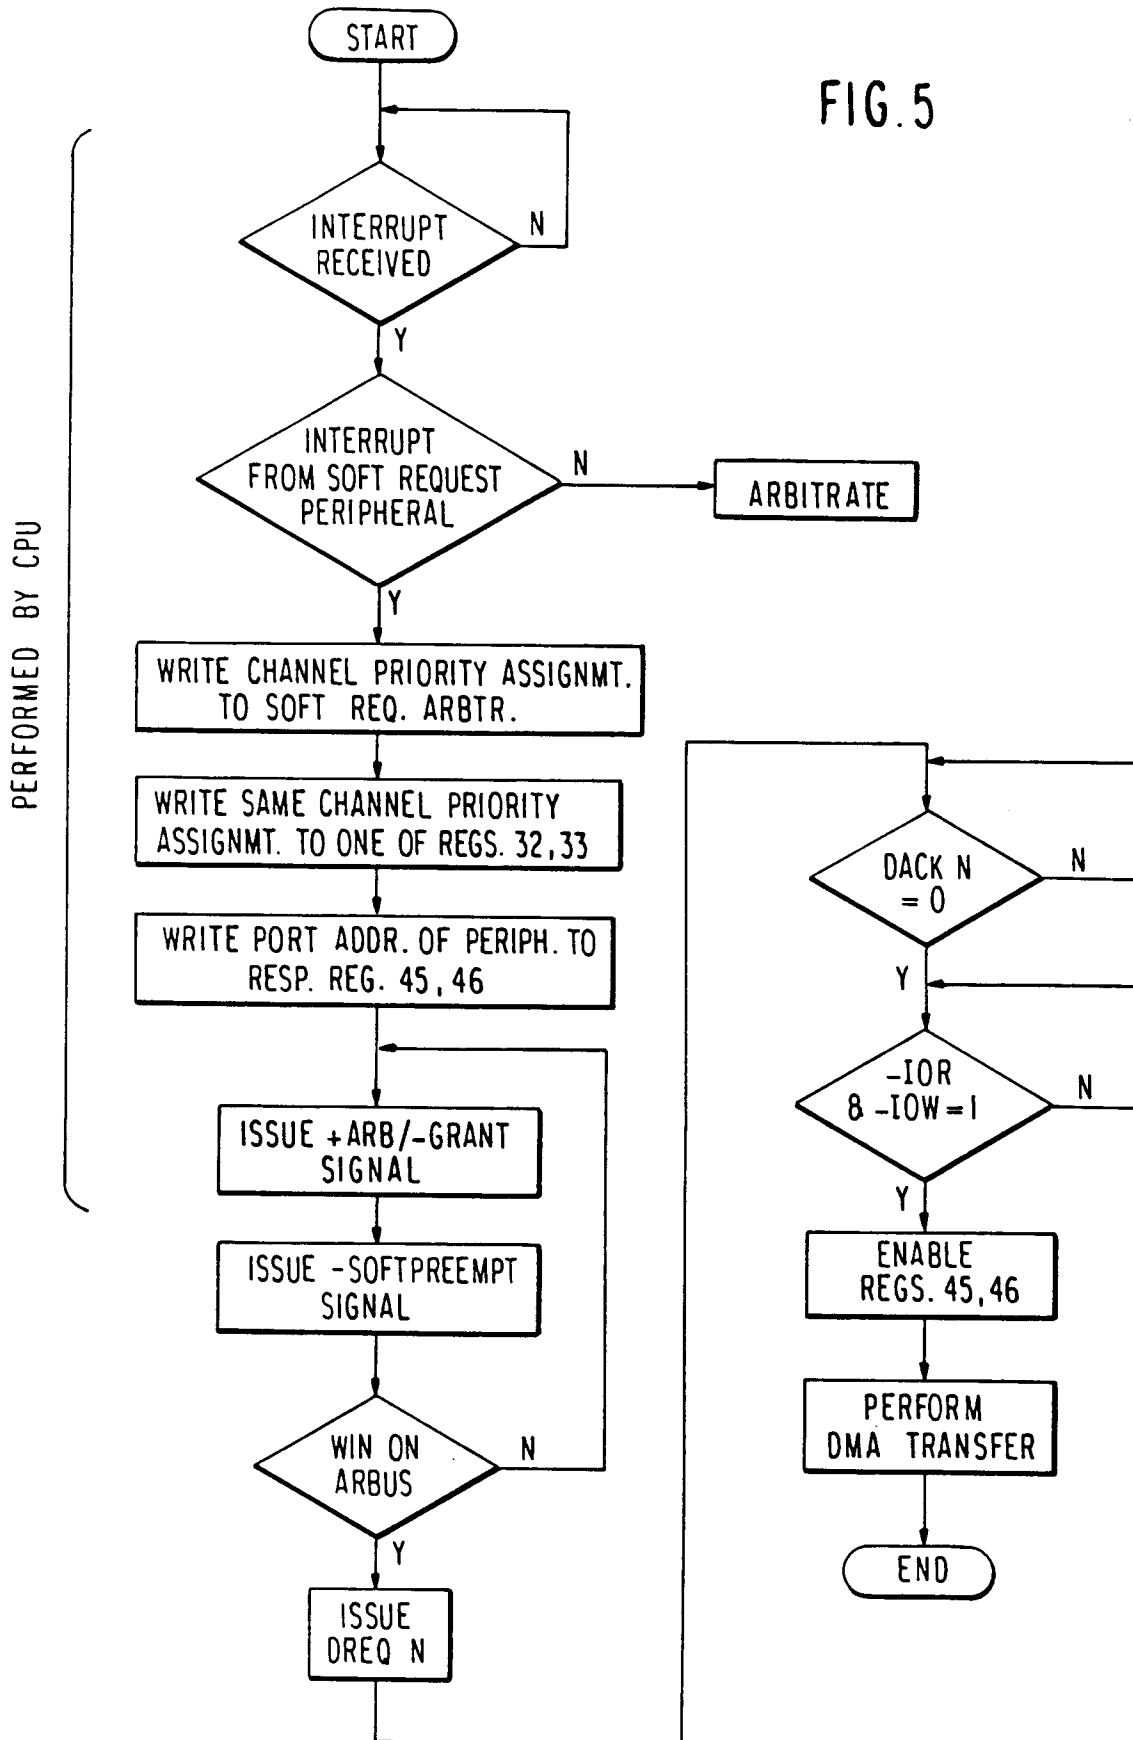 START
FIG. 5
INTERRUPT
RECEIVED
N
Y
INTERRUPT
FROM SOFT REQUEST
PERIPHERAL
N
ARBITRATE
Y
PERFORMED BY CPU
WRITE CHANNEL PRIORITY ASSIGNMT.
TO SOFT REQ. ARBTR.
WRITE SAME CHANNEL PRIORITY
ASSIGNMT. TO ONE OF REGS. 32,33
WRITE PORT ADDR. OF PERIPH. TO
RESP. REG. 45,46
ISSUE +ARB/-GRANT
SIGNAL
ISSUE -SOFTPREEMPT
SIGNAL
WIN ON
ARBUS
N
Y
ISSUE
DREQ N
DACK N
= 0
N
Y
-IOR
& -IOW=1
N
Y
ENABLE
REGS. 45,46
PERFORM
DMA TRANSFER
END